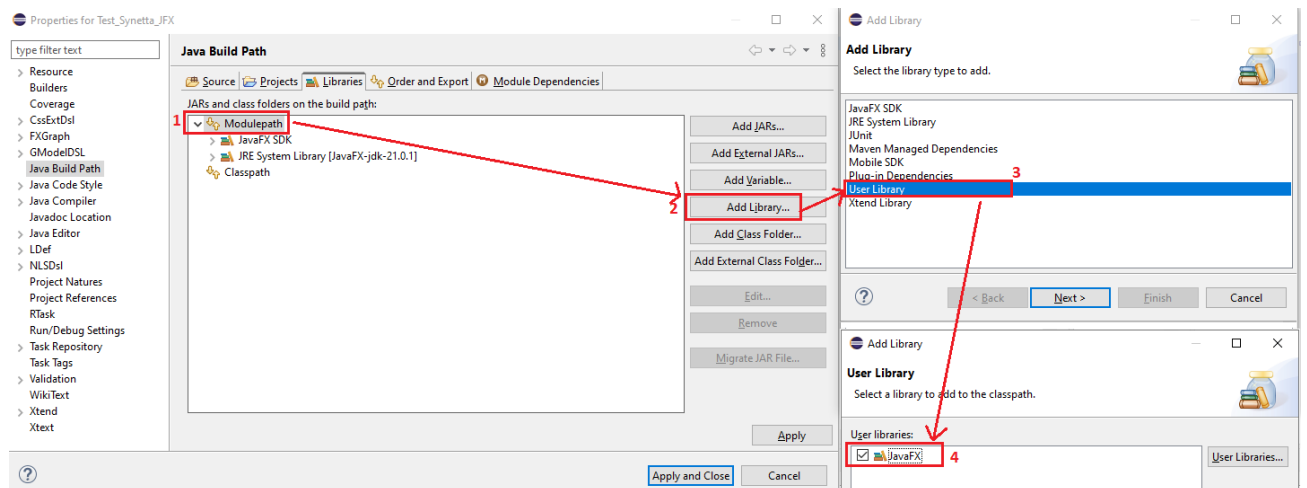 Properties for Test_Synetta_JFX
type filter text
Resource
Builders
Coverage
CssExtDsl
FXGraph
GModelDSL
Java Build Path
Java Code Style
Java Compiler
Javadoc Location
Java Editor
LDef
NLSDsl
Project Natures
Project References
RTask
Run/Debug Settings
Task Repository
Task Tags
Validation
WikiText
Xtend
Xtext
Java Build Path
Source Projects Libraries Order and Export Module Dependencies
JARs and class folders on the build path:
1 Modulepath
JavaFX SDK
JRE System Library [JavaFX-jdk-21.0.1]
Classpath
Add JARs...
Add External JARs...
Add Variable...
2 Add Library...
Add Class Folder...
Add External Class Folder...
Edit...
Remove
Migrate JAR File...
Apply
Apply and Close Cancel
Add Library
Add Library
Select the library type to add.
JavaFX SDK
JRE System Library
JUnit
Maven Managed Dependencies
Mobile SDK
Plug-in Dependencies
User Library 3
Xtend Library
< Back Next > Finish Cancel
Add Library
User Library
Select a library to add to the classpath.
User libraries:
JavaFX 4
User Libraries...